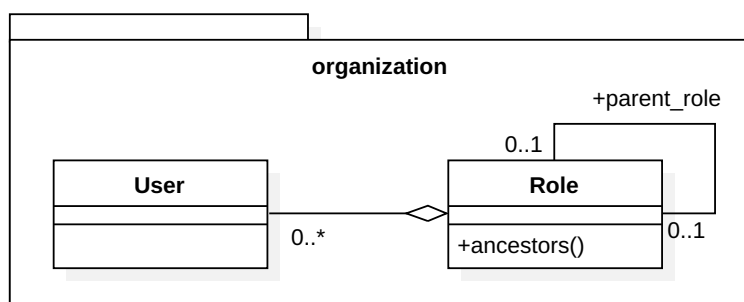 organization
+parent_role
0..1
User
Role
0..*
0..1
+ancestors()